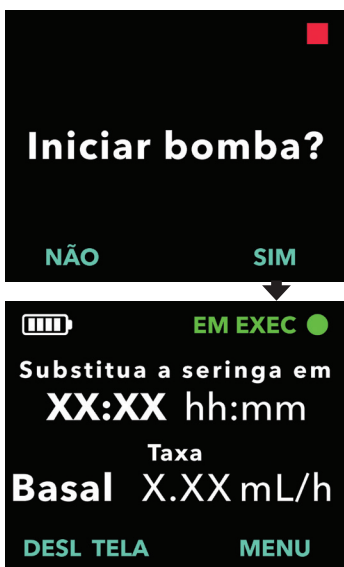 Iniciar bomba?
NÃO SIM
EM EXEC
Substitua a seringa em
XX:XX hh:mm
Taxa
Basal X.XX mL/h
DESL TELA MENU